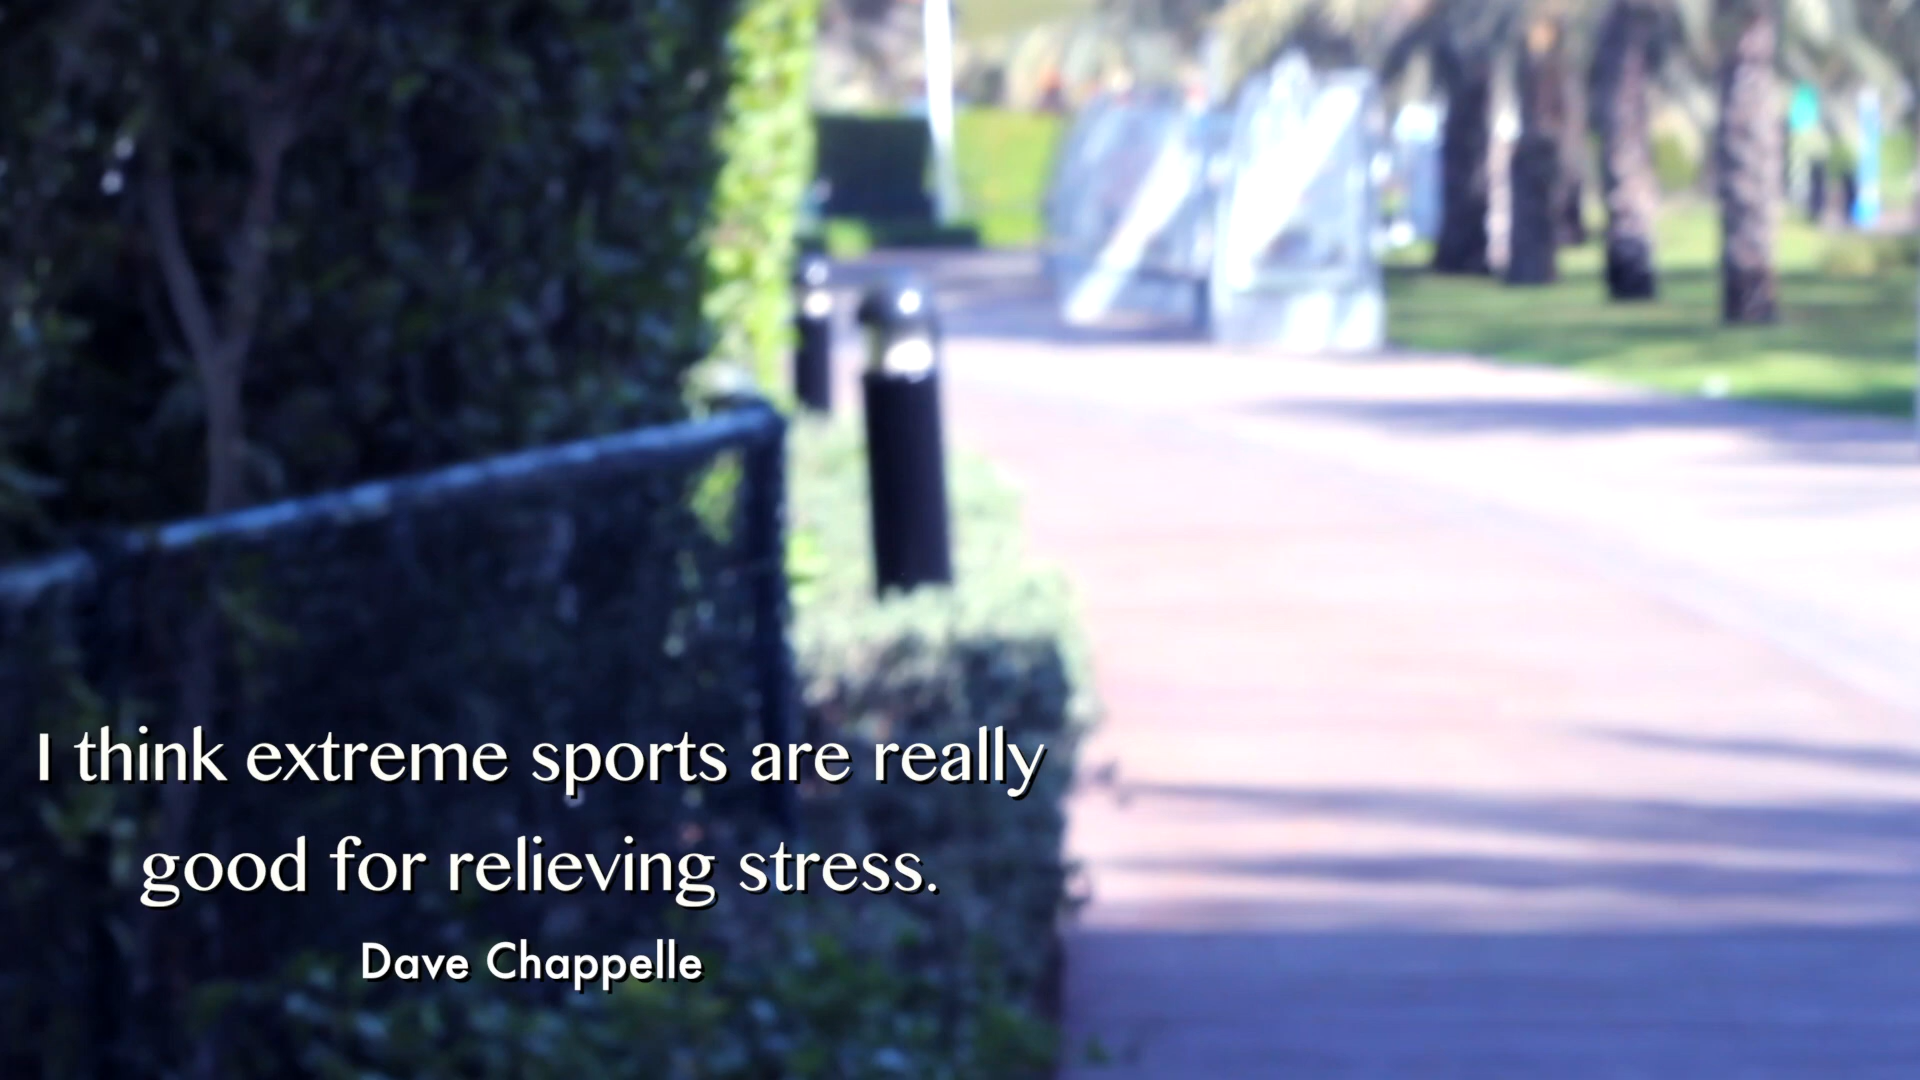 I think extreme sports are really
good for relieving stress.
Dave Chappelle